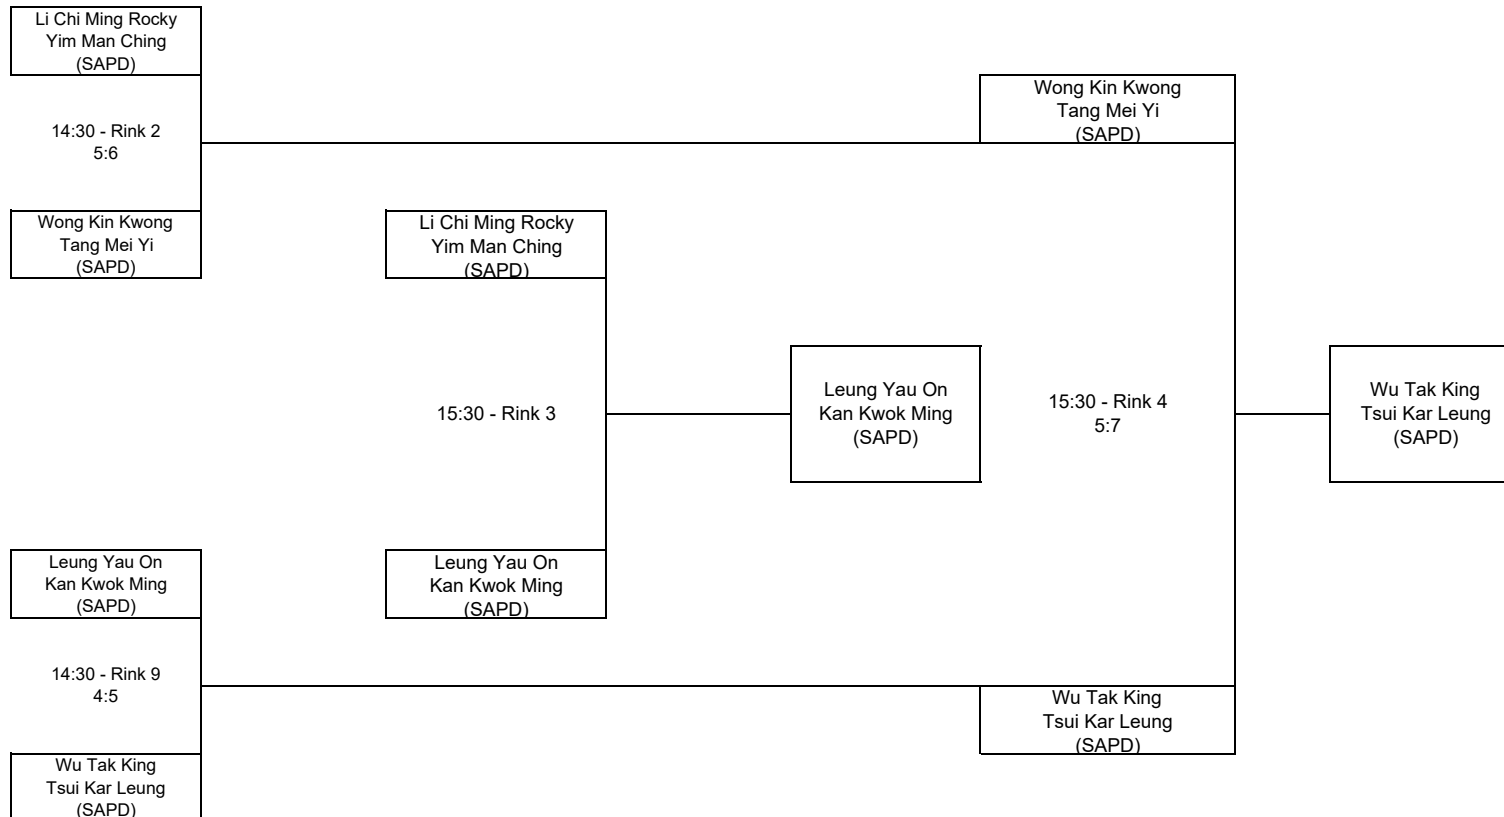 Li Chi Ming Rocky
Yim Man Ching
(SAPD)
14:30 - Rink 2
5:6
Wong Kin Kwong
Tang Mei Yi
(SAPD)
Li Chi Ming Rocky
Yim Man Ching
(SAPD)
15:30 - Rink 3
Leung Yau On
Kan Kwok Ming
(SAPD)
Leung Yau On
Kan Kwok Ming
(SAPD)
14:30 - Rink 9
4:5
Wu Tak King
Tsui Kar Leung
(SAPD)
Leung Yau On
Kan Kwok Ming
(SAPD)
Wong Kin Kwong
Tang Mei Yi
(SAPD)
15:30 - Rink 4
5:7
Wu Tak King
Tsui Kar Leung
(SAPD)
Wu Tak King
Tsui Kar Leung
(SAPD)